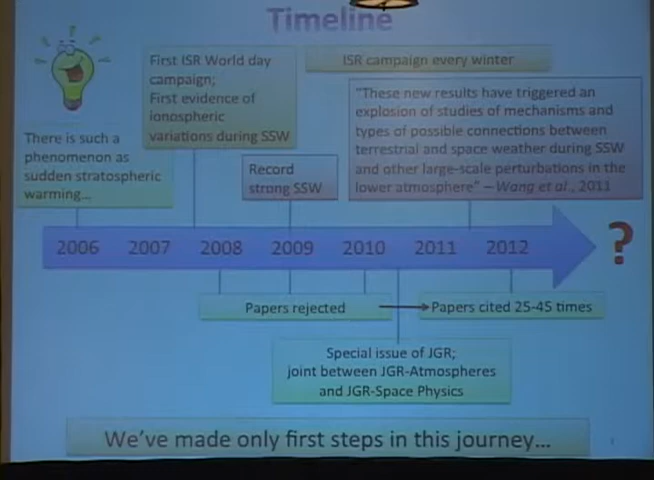 Timeline
First ISR World day
campaign;
First evidence of
ionospheric
variations during SSW
ISR campaign every winter
"These new results have triggered an
explosion of studies of mechanisms and
types of possible connections between
terrestrial and space weather during SSW
and other large-scale perturbations in the
lower atmosphere" – Wang et al., 2011
There is such a
phenomenon as
sudden stratospheric
warming...
Record
strong SSW
2006 2007 2008 2009 2010 2011 2012 ?
Papers rejected
Papers cited 25-45 times
Special issue of JGR;
joint between JGR-Atmospheres
and JGR-Space Physics
We've made only first steps in this journey...